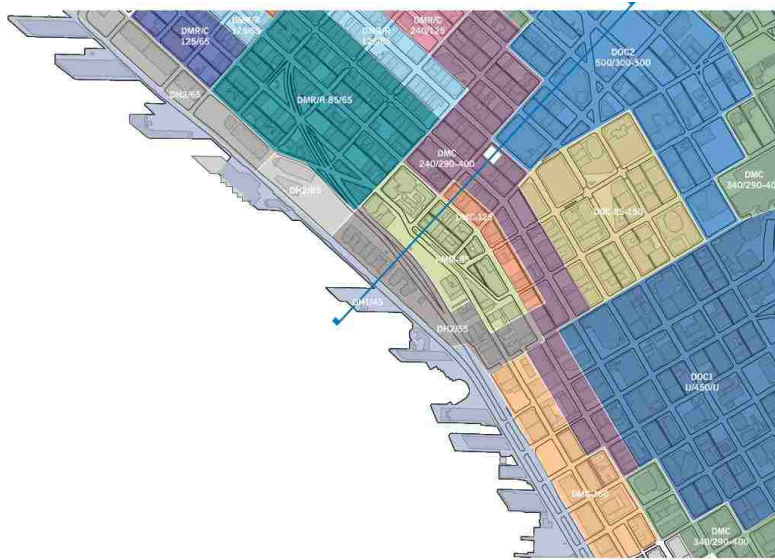 DMR/C
125/65
DMR/R
125/65
DMR/R
125/65
DMR/C
240/125
DOC2
500/300-500
DH2/65
DMR/R 85/65
DMC
240/290-400
DMC
340/290-400
DH2/85
DMC-125
DOC-85-150
PMM-85
DH1/45
DH2/55
DOC1
U/450/U
DMC-160
DMC
340/290-400